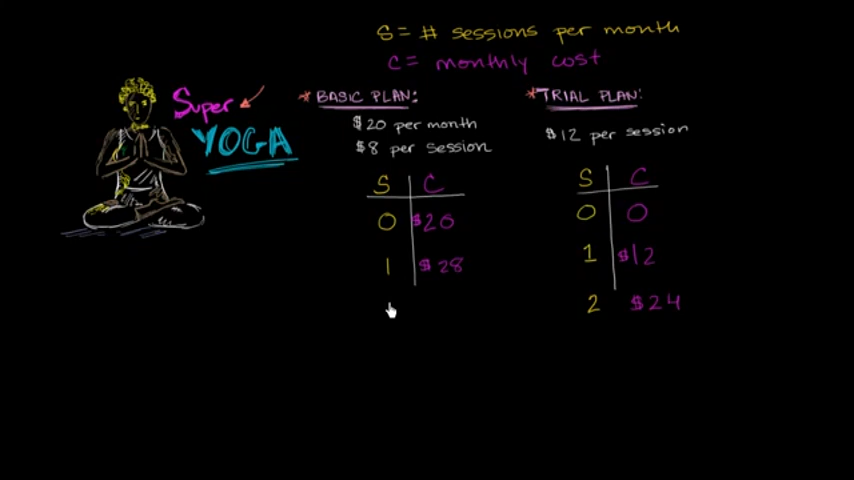 S = # sessions per month
C = monthly cost
Super
YOGA
* BASIC PLAN:
$20 per month
$8 per session
S C
0 $20
1 $28
* TRIAL PLAN:
$12 per session
S C
0 0
1 $12
2 $24